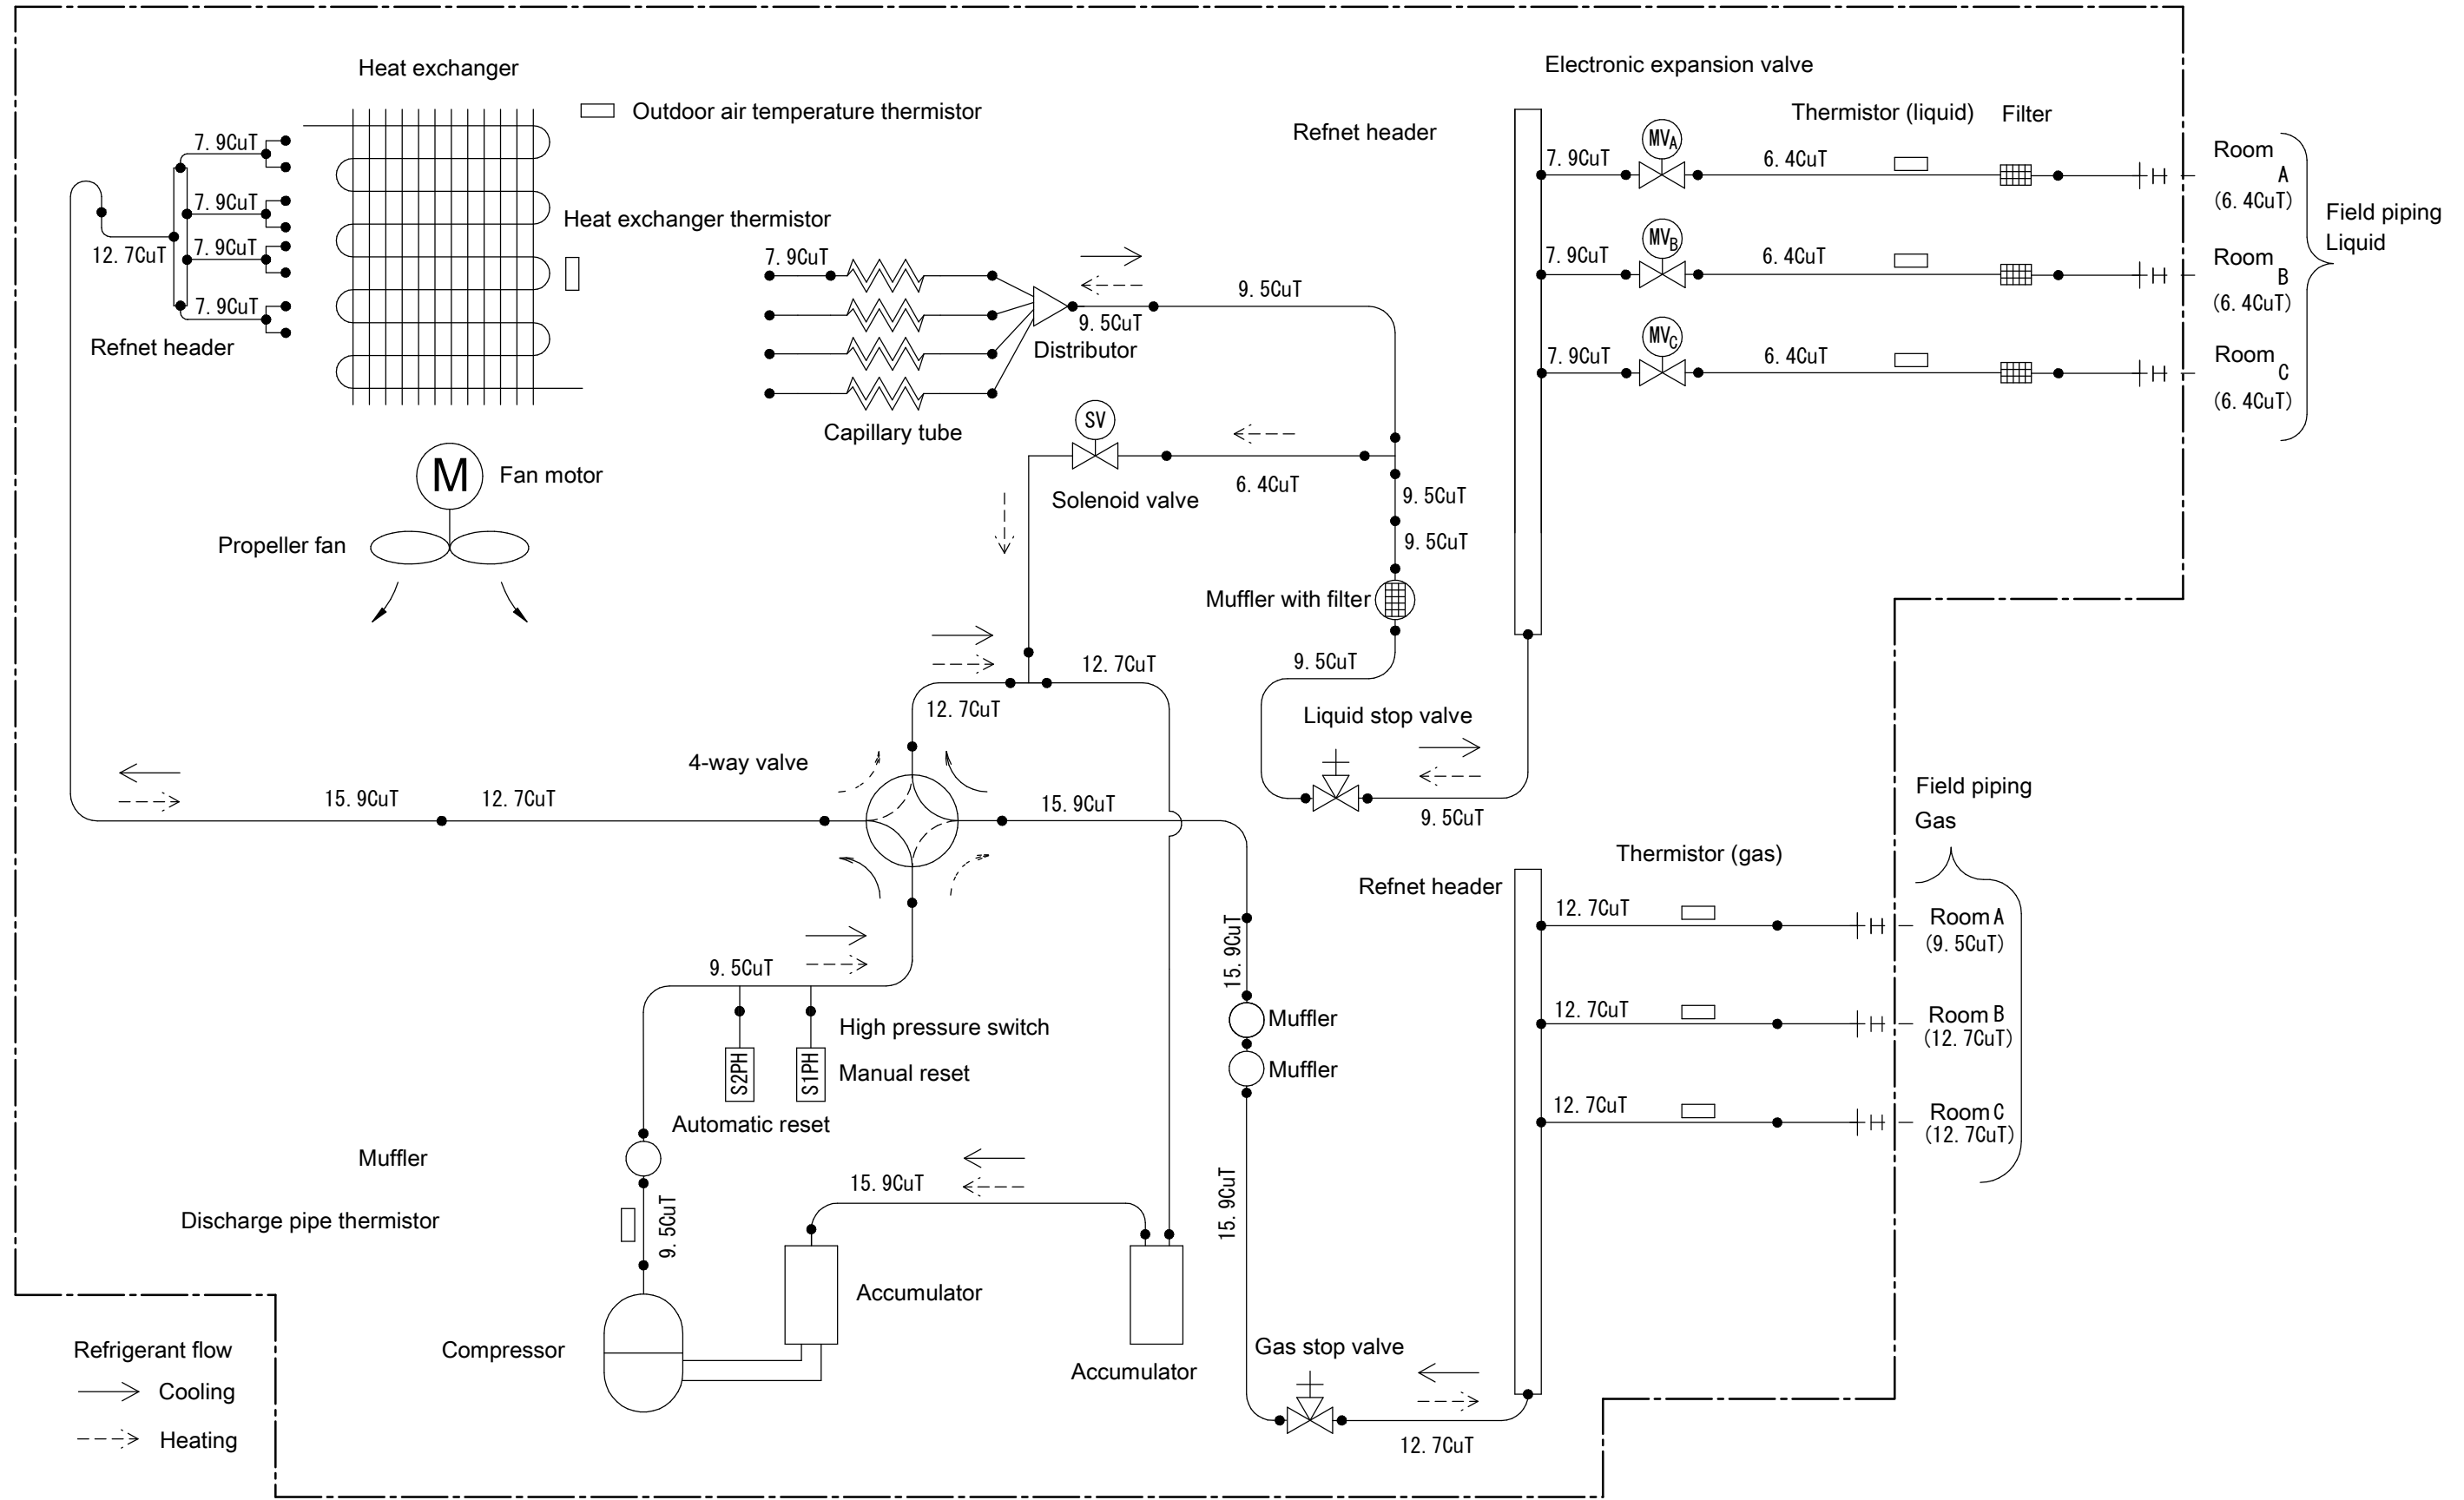 Heat exchanger
Outdoor air temperature thermistor
7.9CuT
7.9CuT
7.9CuT
7.9CuT
12.7CuT
Refnet header
Heat exchanger thermistor
7.9CuT
Capillary tube
9.5CuT
Distributor
9.5CuT
M
Fan motor
Propeller fan
SV
Solenoid valve
6.4CuT
9.5CuT
9.5CuT
Muffler with filter
9.5CuT
Liquid stop valve
9.5CuT
Electronic expansion valve
Refnet header
Thermistor (liquid)
Filter
7.9CuT
MVA
6.4CuT
Room
A
(6.4CuT)
7.9CuT
MVB
6.4CuT
Room
B
(6.4CuT)
7.9CuT
MVC
6.4CuT
Room
C
(6.4CuT)
Field piping
Liquid
12.7CuT
12.7CuT
4-way valve
15.9CuT
12.7CuT
15.9CuT
15.9CuT
Muffler
Muffler
15.9CuT
9.5CuT
High pressure switch
S2PH
S1PH
Manual reset
Automatic reset
Muffler
Discharge pipe thermistor
9.5CuT
15.9CuT
Accumulator
Compressor
Accumulator
Gas stop valve
12.7CuT
Field piping
Gas
Thermistor (gas)
Refnet header
12.7CuT
Room A
(9.5CuT)
12.7CuT
Room B
(12.7CuT)
12.7CuT
Room C
(12.7CuT)
Refrigerant flow
Cooling
Heating